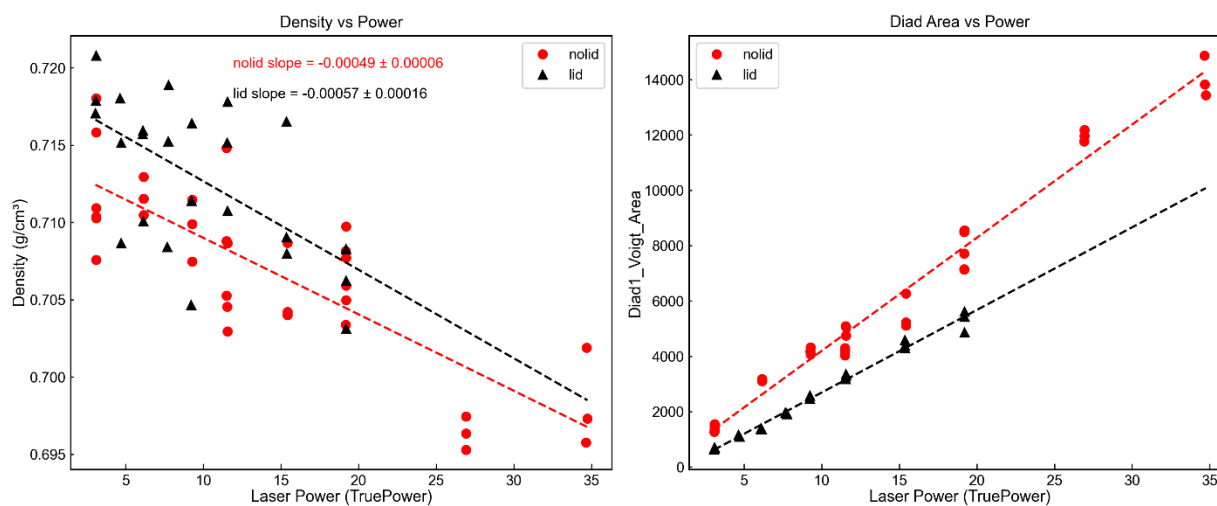 Density vs Power
nolid slope = -0.00049 ± 0.00006
lid slope = -0.00057 ± 0.00016
nolid
lid
Density (g/cm³)
0.720
0.715
0.710
0.705
0.700
0.695
5 10 15 20 25 30 35
Laser Power (TruePower)
Diad Area vs Power
nolid
lid
Diad1_Voigt_Area
14000
12000
10000
8000
6000
4000
2000
0
5 10 15 20 25 30 35
Laser Power (TruePower)